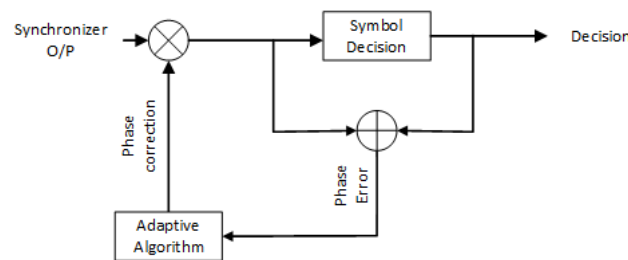 Synchronizer
O/P
Symbol
Decision
Decision
Phase
correction
Phase
Error
Adaptive
Algorithm